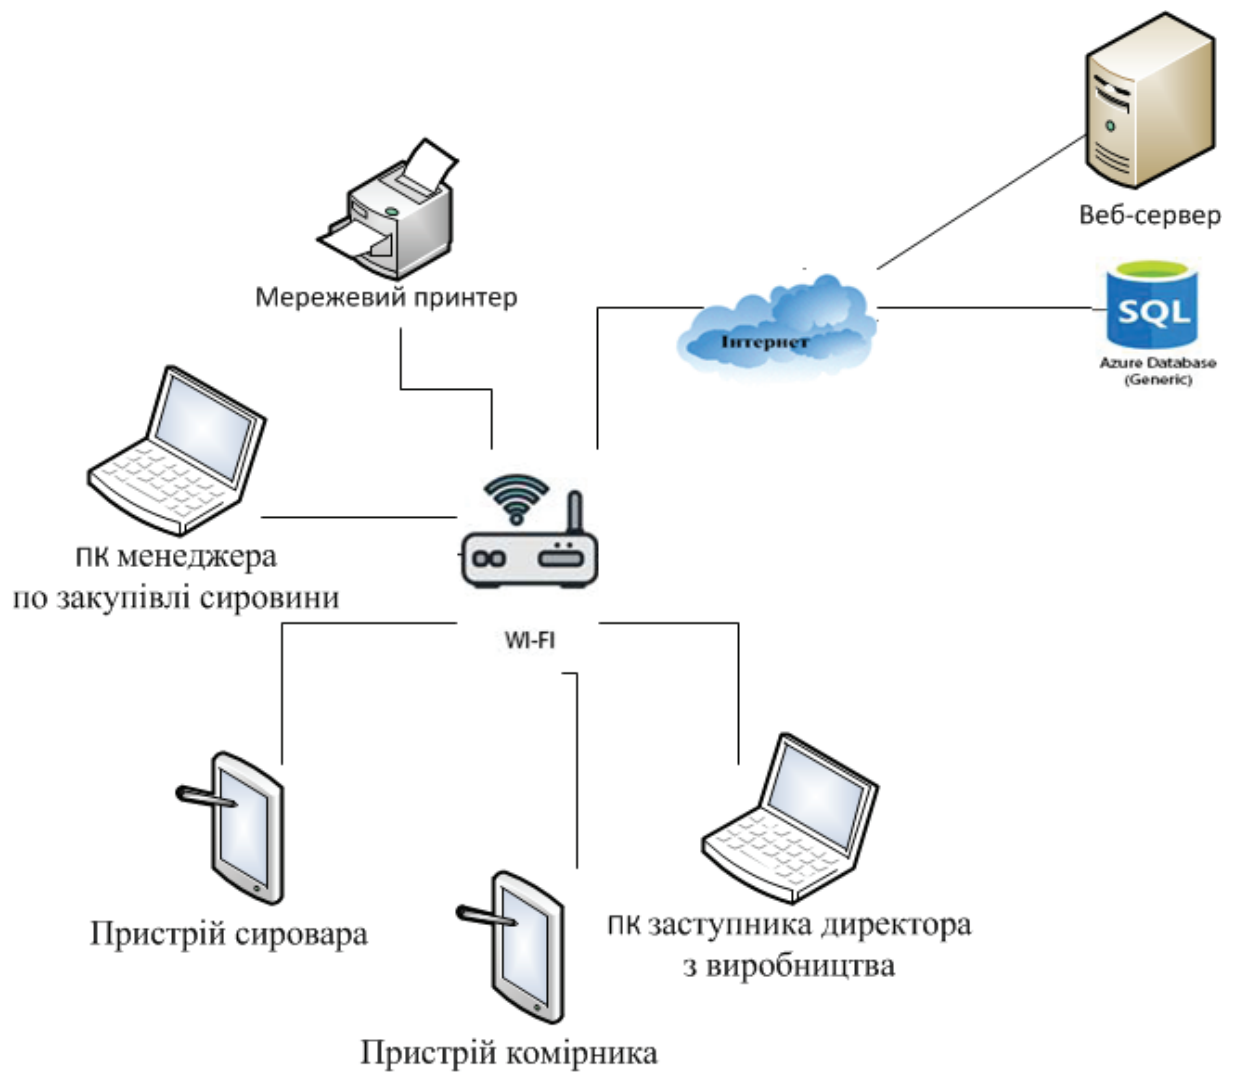 Веб-сервер
Мережевий принтер
SQL
Інтернет
Azure Database
(Generic)
ПК менеджера
по закупівлі сировини
WI-FI
Пристрій сировара
ПК заступника директора
з виробництва
Пристрій комірника